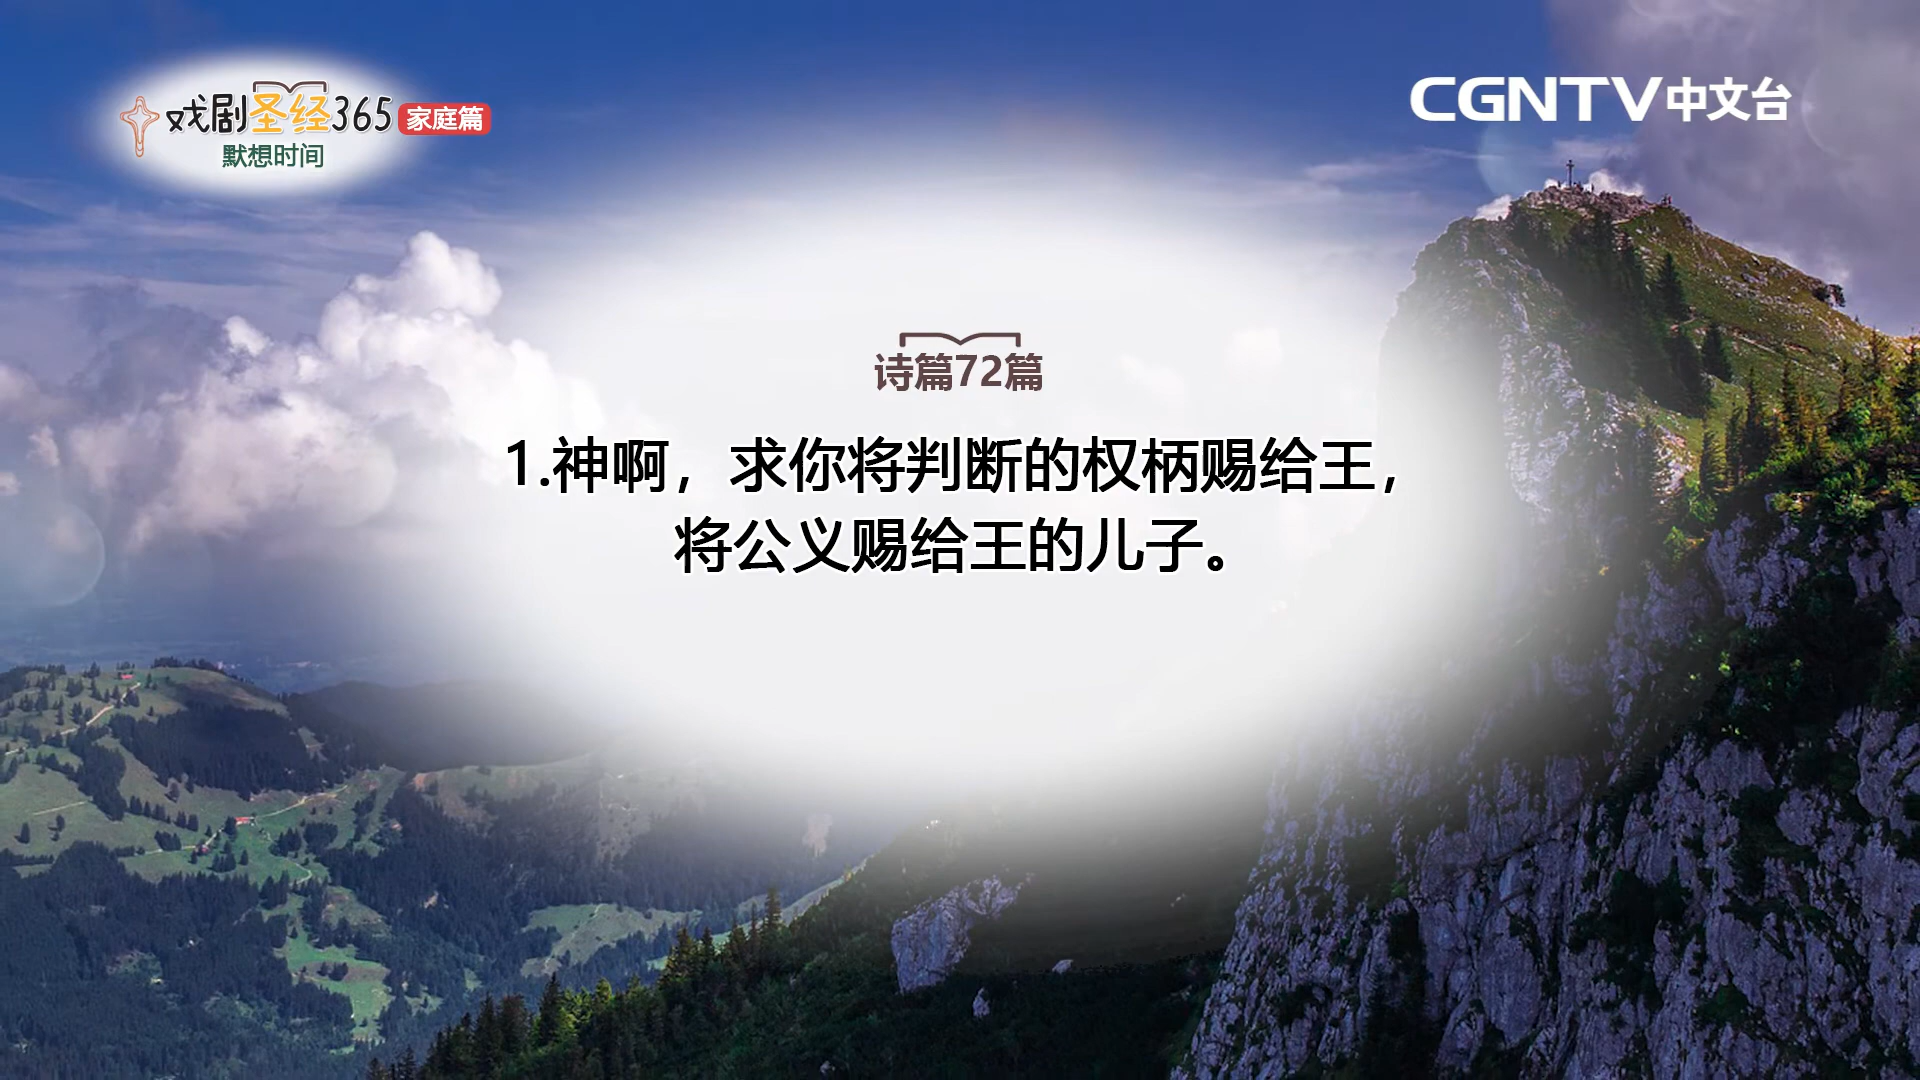 戏剧圣经365 家庭篇
默想时间
CGNTV中文台
诗篇72篇
1.神啊，求你将判断的权柄赐给王，
将公义赐给王的儿子。